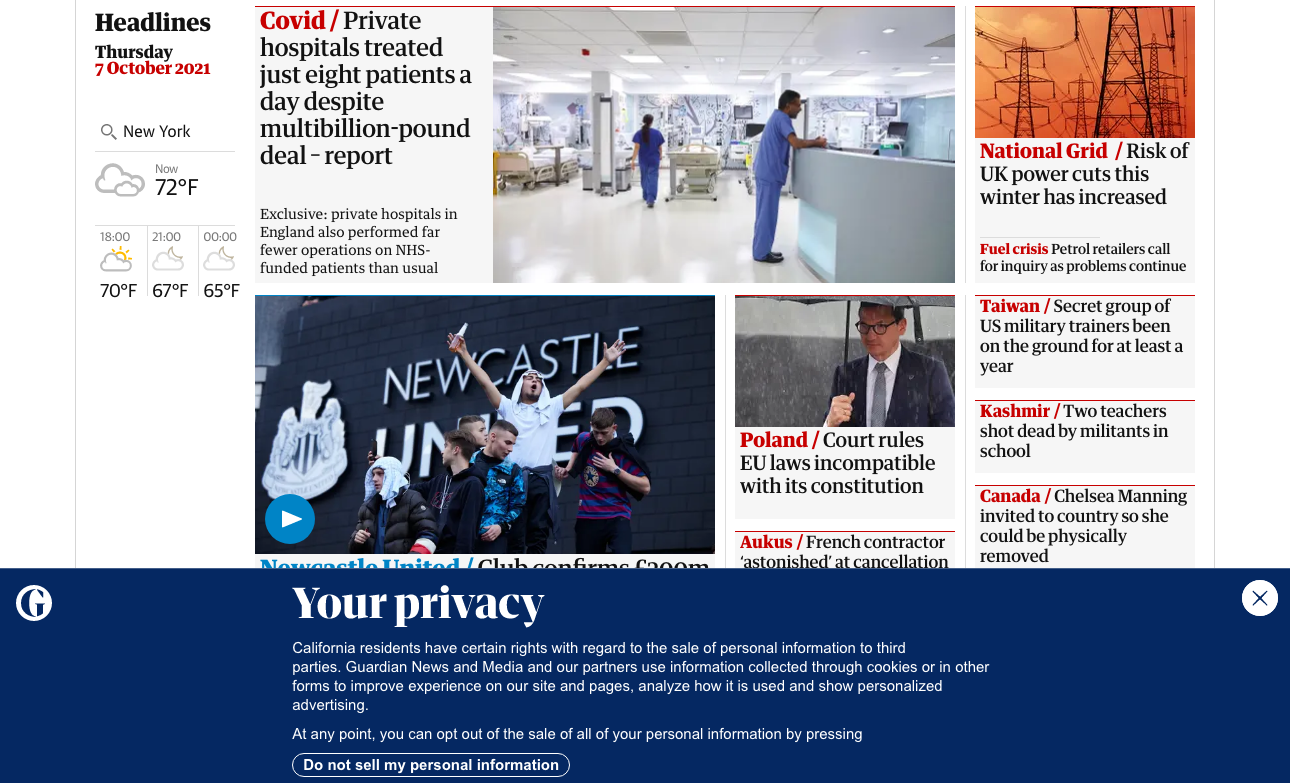 Headlines
Thursday
7 October 2021
New York
Now
72°F
18:00
21:00
00:00
70°F
67°F
65°F
Covid / Private
hospitals treated
just eight patients a
day despite
multibillion-pound
deal – report
Exclusive: private hospitals in
England also performed far
fewer operations on NHS-
funded patients than usual
National Grid / Risk of
UK power cuts this
winter has increased
Fuel crisis Petrol retailers call
for inquiry as problems continue
NEWCASTLE
UNITED
Newcastle United / Club confirms £300m
Poland / Court rules
EU laws incompatible
with its constitution
Aukus / French contractor
‘astonished’ at cancellation
Taiwan / Secret group of
US military trainers been
on the ground for at least a
year
Kashmir / Two teachers
shot dead by militants in
school
Canada / Chelsea Manning
invited to country so she
could be physically
removed
G
Your privacy
California residents have certain rights with regard to the sale of personal information to third
parties. Guardian News and Media and our partners use information collected through cookies or in other
forms to improve experience on our site and pages, analyze how it is used and show personalized
advertising.
At any point, you can opt out of the sale of all of your personal information by pressing
Do not sell my personal information